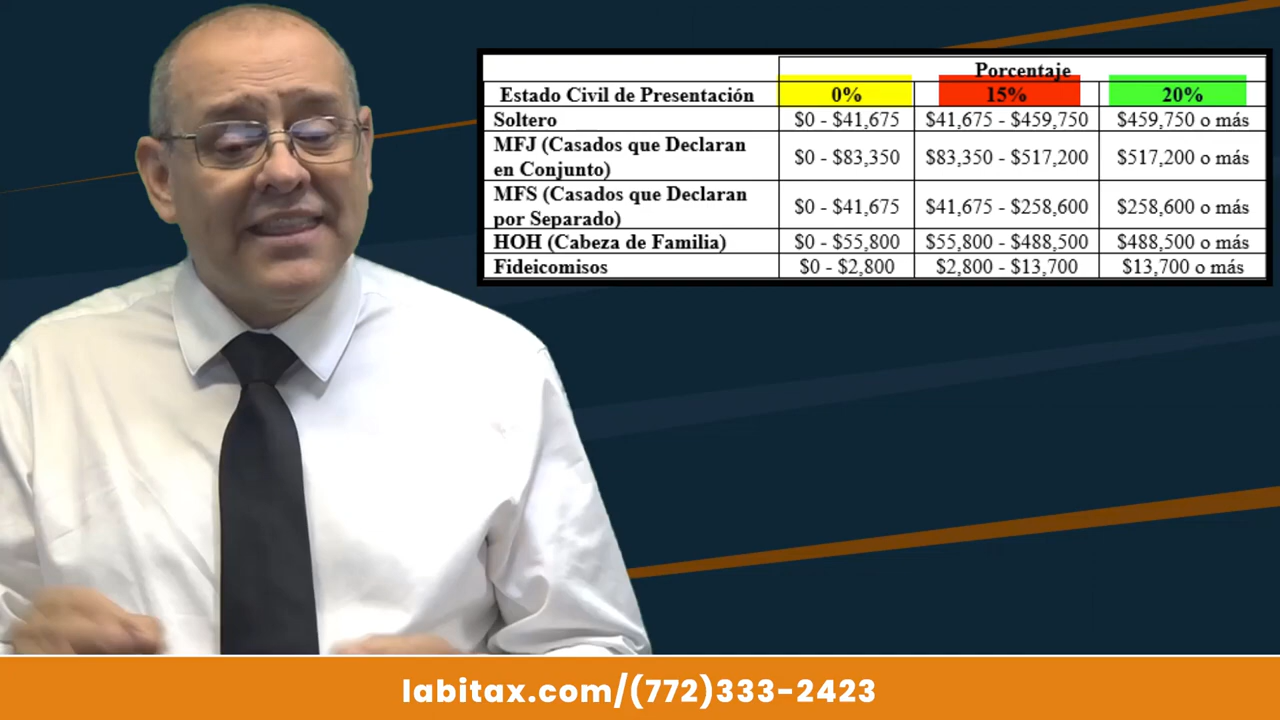 Porcentaje
Estado Civil de Presentación 0% 15% 20%
Soltero $0 - $41,675 $41,675 - $459,750 $459,750 o más
MFJ (Casados que Declaran
en Conjunto) $0 - $83,350 $83,350 - $517,200 $517,200 o más
MFS (Casados que Declaran
por Separado) $0 - $41,675 $41,675 - $258,600 $258,600 o más
HOH (Cabeza de Familia) $0 - $55,800 $55,800 - $488,500 $488,500 o más
Fideicomisos $0 - $2,800 $2,800 - $13,700 $13,700 o más
labitax.com/(772)333-2423